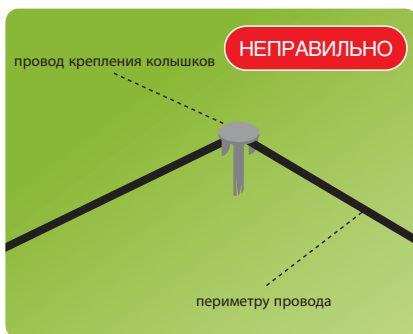 НЕПРАВИЛЬНО
провод крепления колышков
периметру провода